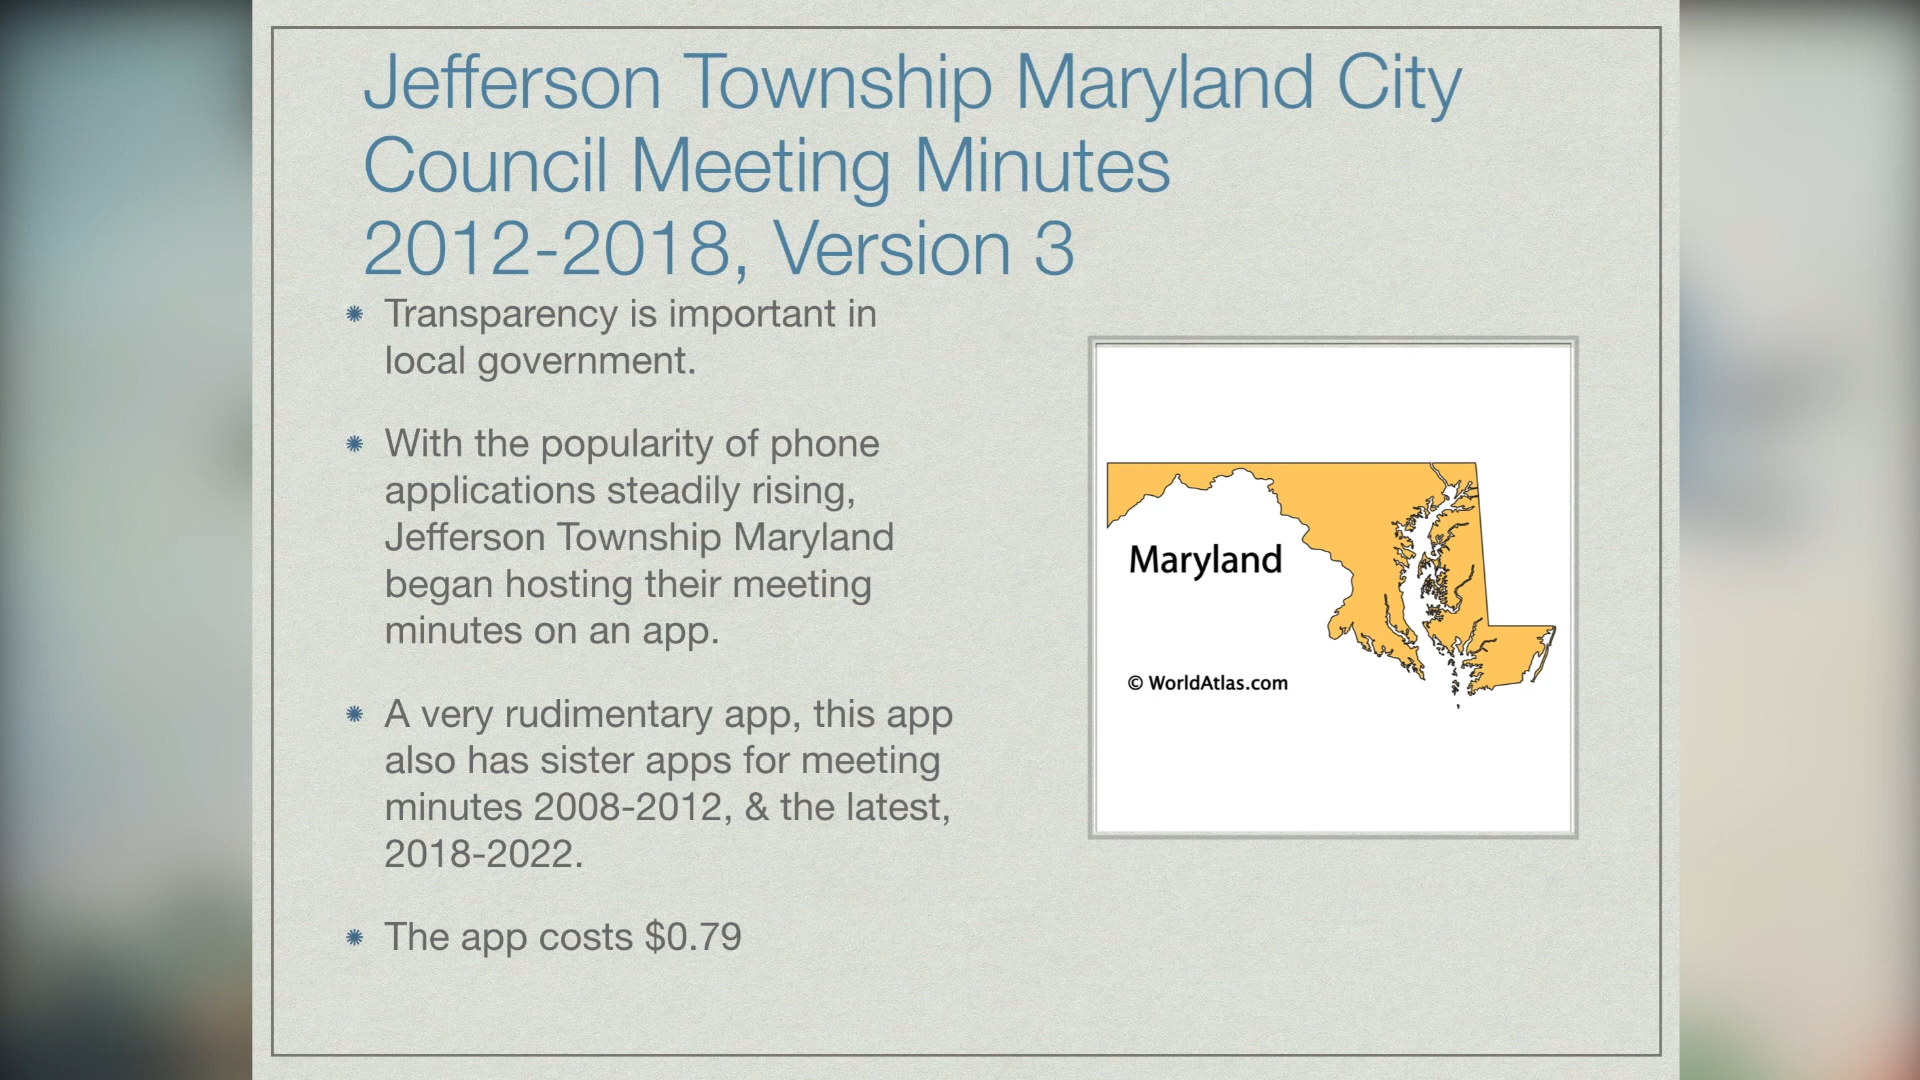 Jefferson Township Maryland City
Council Meeting Minutes
2012-2018, Version 3
Transparency is important in
local government.
With the popularity of phone
applications steadily rising,
Jefferson Township Maryland
began hosting their meeting
minutes on an app.
A very rudimentary app, this app
also has sister apps for meeting
minutes 2008-2012, & the latest,
2018-2022.
The app costs $0.79
Maryland
© WorldAtlas.com